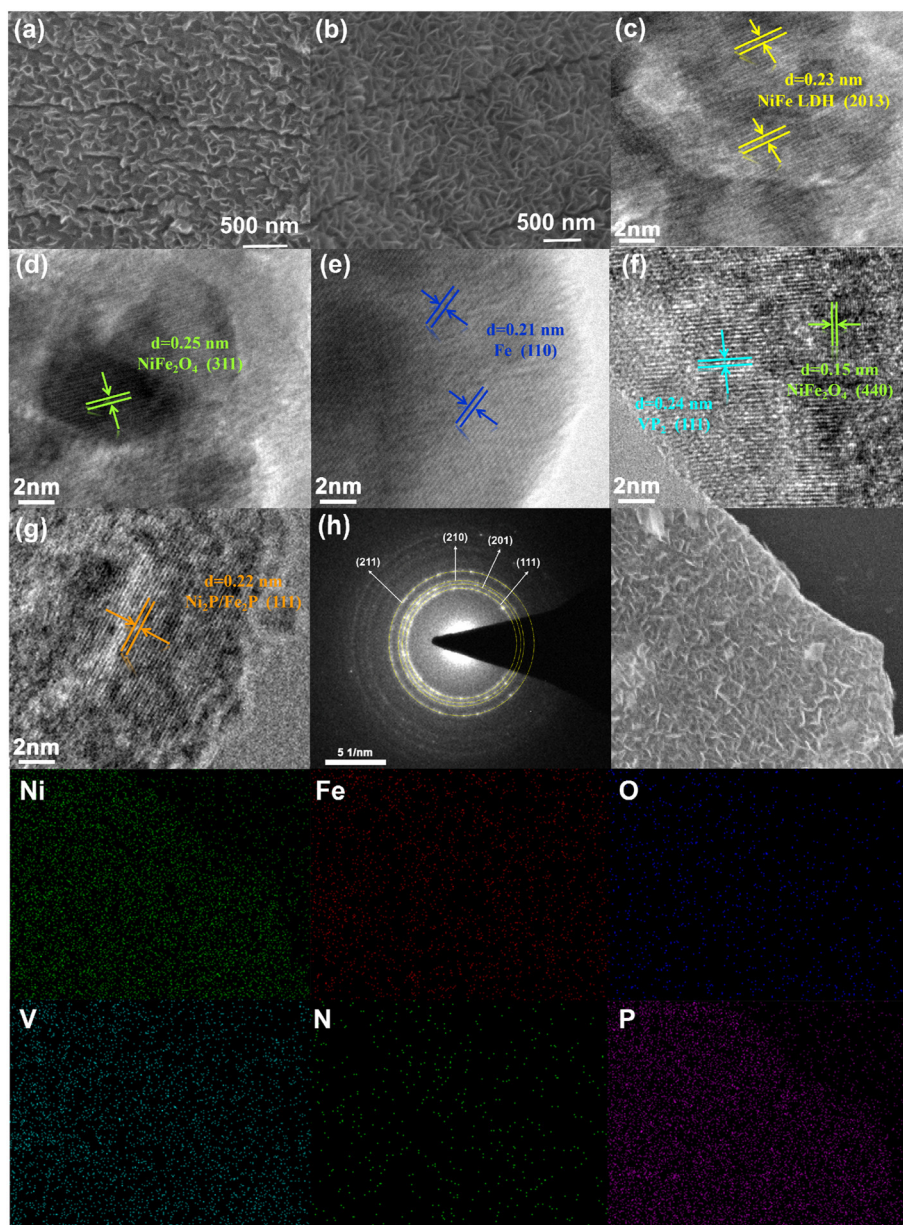 (a)
500 nm
(b)
500 nm
(c)
d=0.23 nm
NiFe LDH (2013)
2nm
(d)
d=0.25 nm
NiFe₂O₄ (311)
2nm
(e)
d=0.21 nm
Fe (110)
2nm
(f)
d=0.15 nm
NiFe₂O₄ (440)
d=0.24 nm
(111)
2nm
(g)
d=0.22 nm
Ni₂P/Fe₂P (111)
2nm
(h)
(211)
(210)
(201)
(111)
5 1/nm
Ni
Fe
O
V
N
P